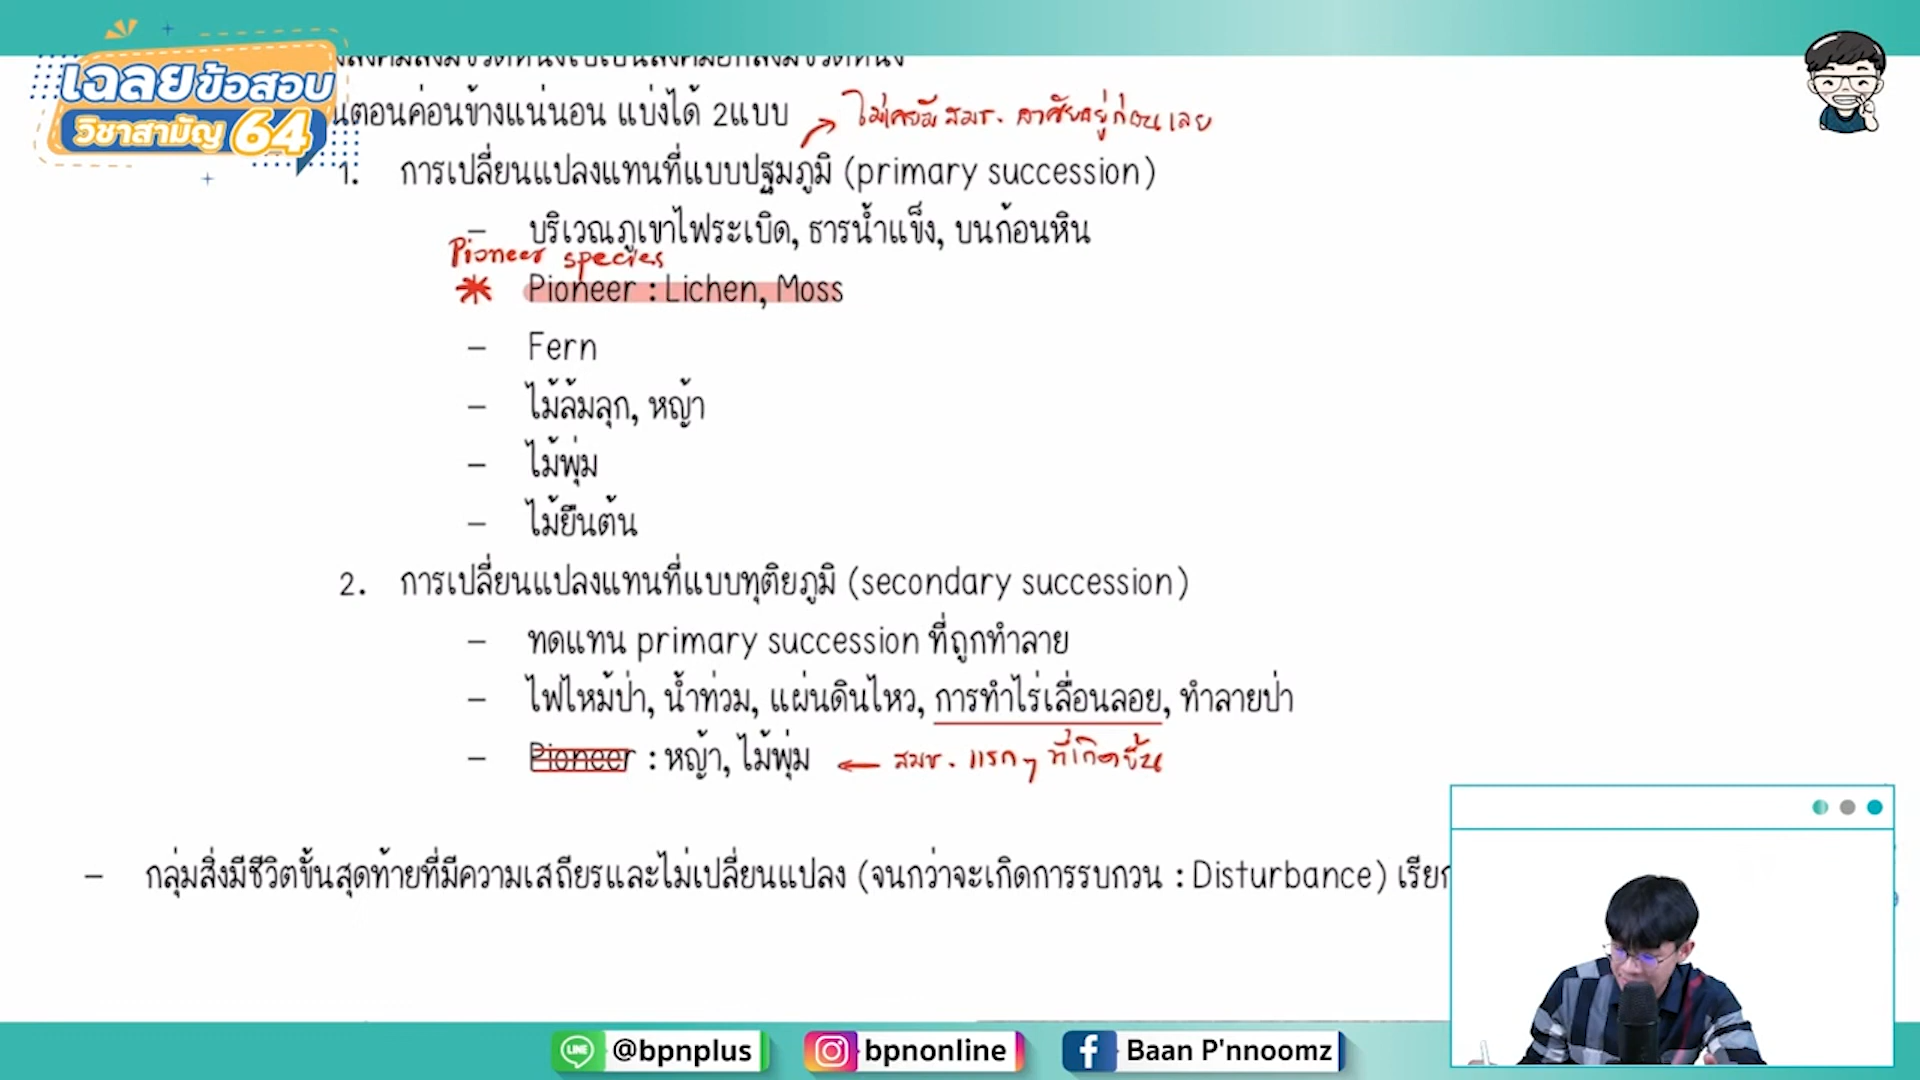 เฉลยข้อสอบ
วิชาสามัญ 64
นตอนค่อนข้างแน่นอน แบ่งได้ 2แบบ
ไม่เคยมี สมช. อาศัยอยู่ก่อนเลย
1. การเปลี่ยนแปลงแทนที่แบบปฐมภูมิ (primary succession)
– บริเวณภูเขาไฟระเบิด, ธารน้ำแข็ง, บนก้อนหิน
Pioneer species
Pioneer : Lichen, Moss
– Fern
– ไม้ล้มลุก, หญ้า
– ไม้พุ่ม
– ไม้ยืนต้น
2. การเปลี่ยนแปลงแทนที่แบบทุติยภูมิ (secondary succession)
– ทดแทน primary succession ที่ถูกทำลาย
– ไฟไหม้ป่า, น้ำท่วม, แผ่นดินไหว, การทำไร่เลื่อนลอย, ทำลายป่า
– Pioneer : หญ้า, ไม้พุ่ม ← สมช. แรกๆ ที่เกิดขึ้น
– กลุ่มสิ่งมีชีวิตขั้นสุดท้ายที่มีความเสถียรและไม่เปลี่ยนแปลง (จนกว่าจะเกิดการรบกวน : Disturbance) เรียก
LINE @bpnplus bpnonline Baan P'nnoomz